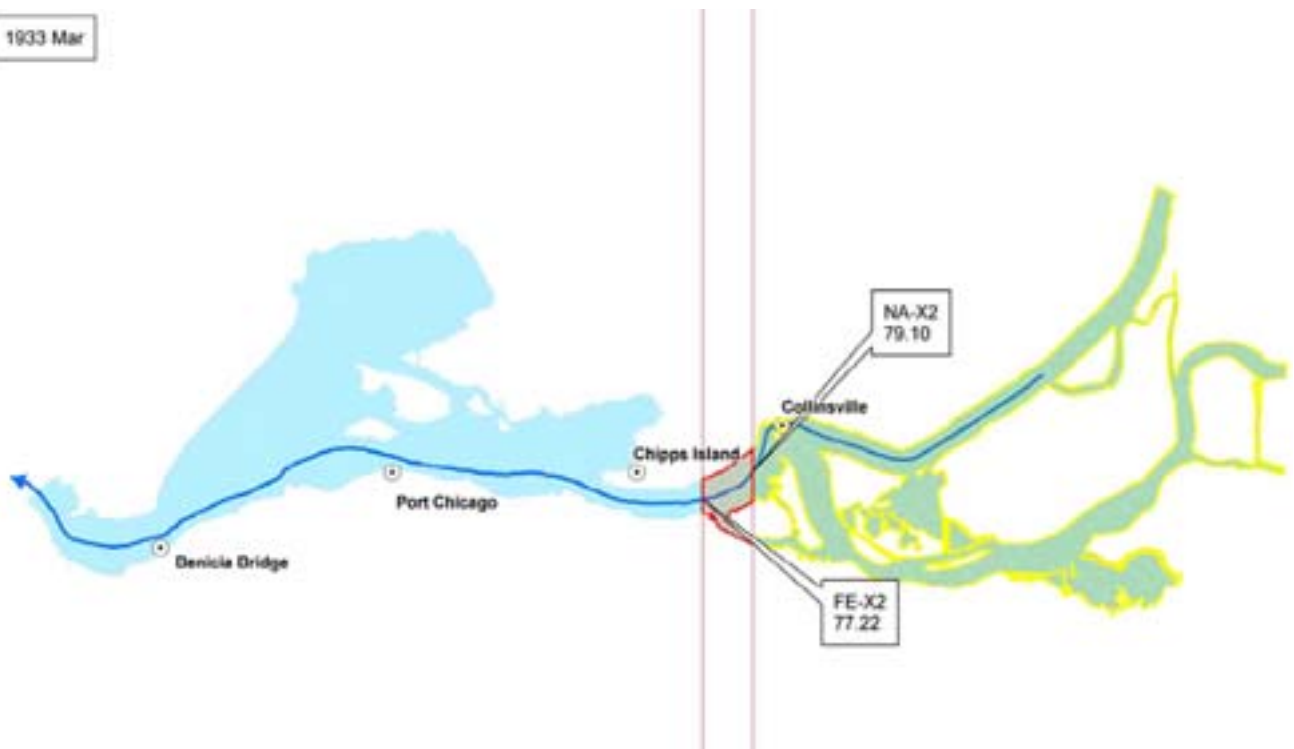 1933 Mar
NA-X2
79.10
Collinsville
Chipps Island
Port Chicago
Denicia Dridge
FE-X2
77.22